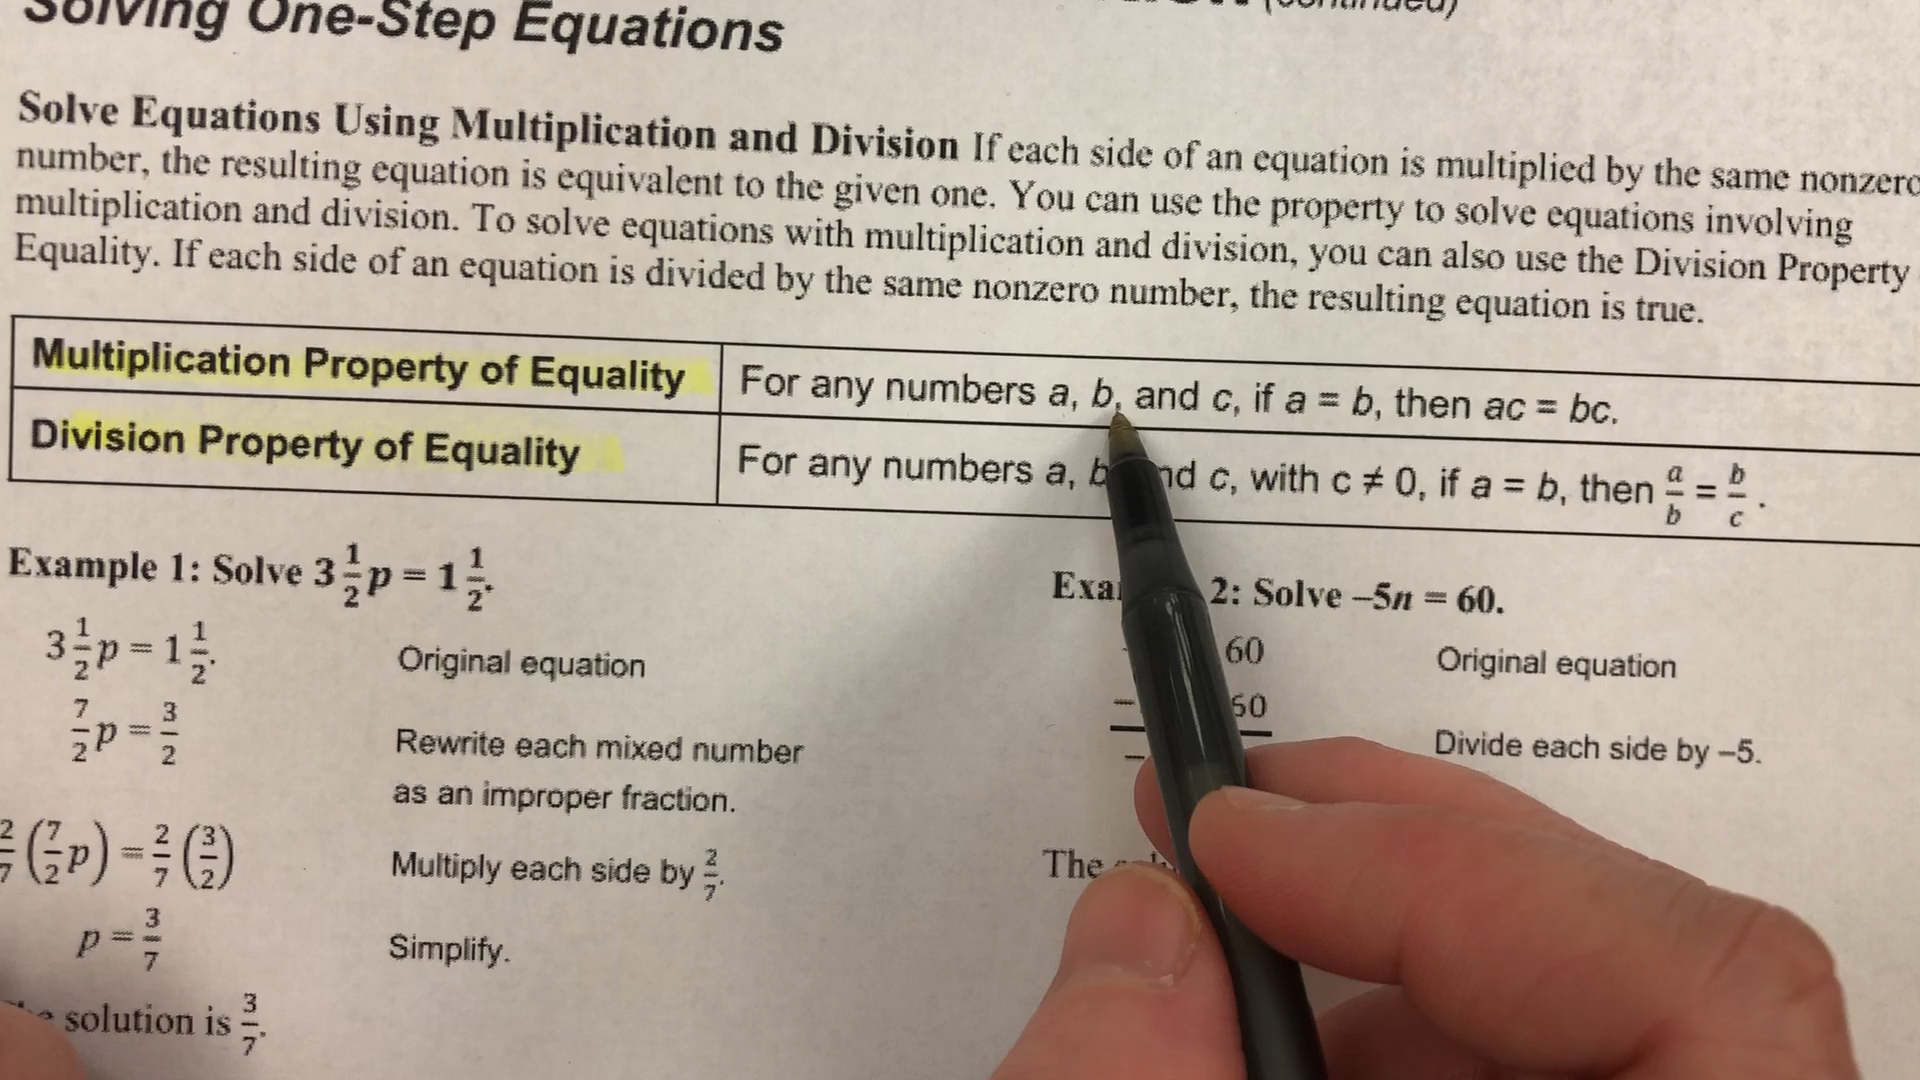 Solving One-Step Equations
(continued)
Solve Equations Using Multiplication and Division If each side of an equation is multiplied by the same nonzero
number, the resulting equation is equivalent to the given one. You can use the property to solve equations involving
multiplication and division. To solve equations with multiplication and division, you can also use the Division Property
Equality. If each side of an equation is divided by the same nonzero number, the resulting equation is true.
Multiplication Property of Equality For any numbers a, b, and c, if a = b, then ac = bc.
Division Property of Equality For any numbers a, b nd c, with c ≠ 0, if a = b, then a/b = b/c .
Example 1: Solve 3 1/2 p = 1 1/2.
3 1/2 p = 1 1/2. Original equation
7/2 p = 3/2 Rewrite each mixed number
as an improper fraction.
2/7 (7/2 p) = 2/7 (3/2) Multiply each side by 2/7.
p = 3/7 Simplify.
solution is 3/7.
Exa 2: Solve –5n = 60.
60 Original equation
60 Divide each side by –5.
The